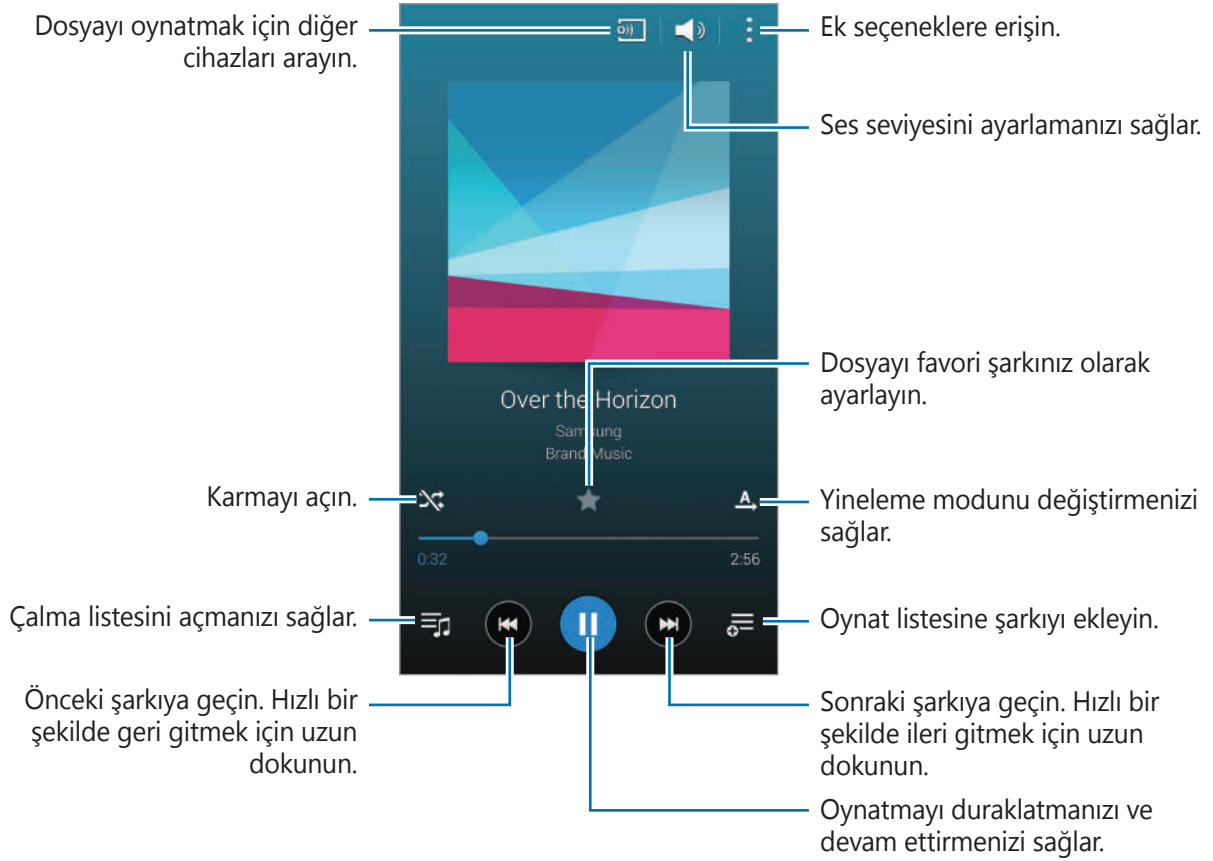 Dosyayı oynatmak için diğer
cihazları arayın.
Ek seçeneklere erişin.
Ses seviyesini ayarlamanızı sağlar.
Dosyayı favori şarkınız olarak
ayarlayın.
Over the Horizon
Samsung
Brand Music
Karmayı açın.
A
Yineleme modunu değiştirmenizi
sağlar.
0:32
2:56
Çalma listesini açmanızı sağlar.
Oynat listesine şarkıyı ekleyin.
Önceki şarkıya geçin. Hızlı bir
şekilde geri gitmek için uzun
dokunun.
Sonraki şarkıya geçin. Hızlı bir
şekilde ileri gitmek için uzun
dokunun.
Oynatmayı duraklatmanızı ve
devam ettirmenizi sağlar.